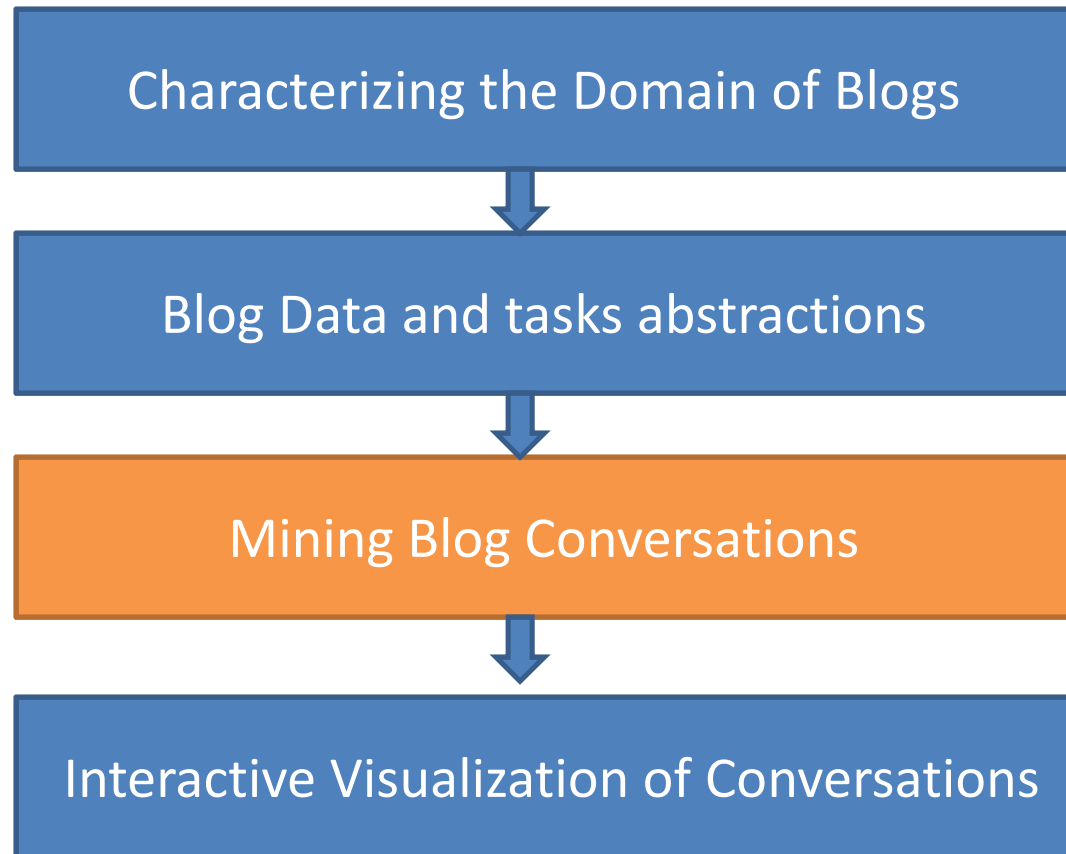 Characterizing the Domain of Blogs
Blog Data and tasks abstractions
Mining Blog Conversations
Interactive Visualization of Conversations